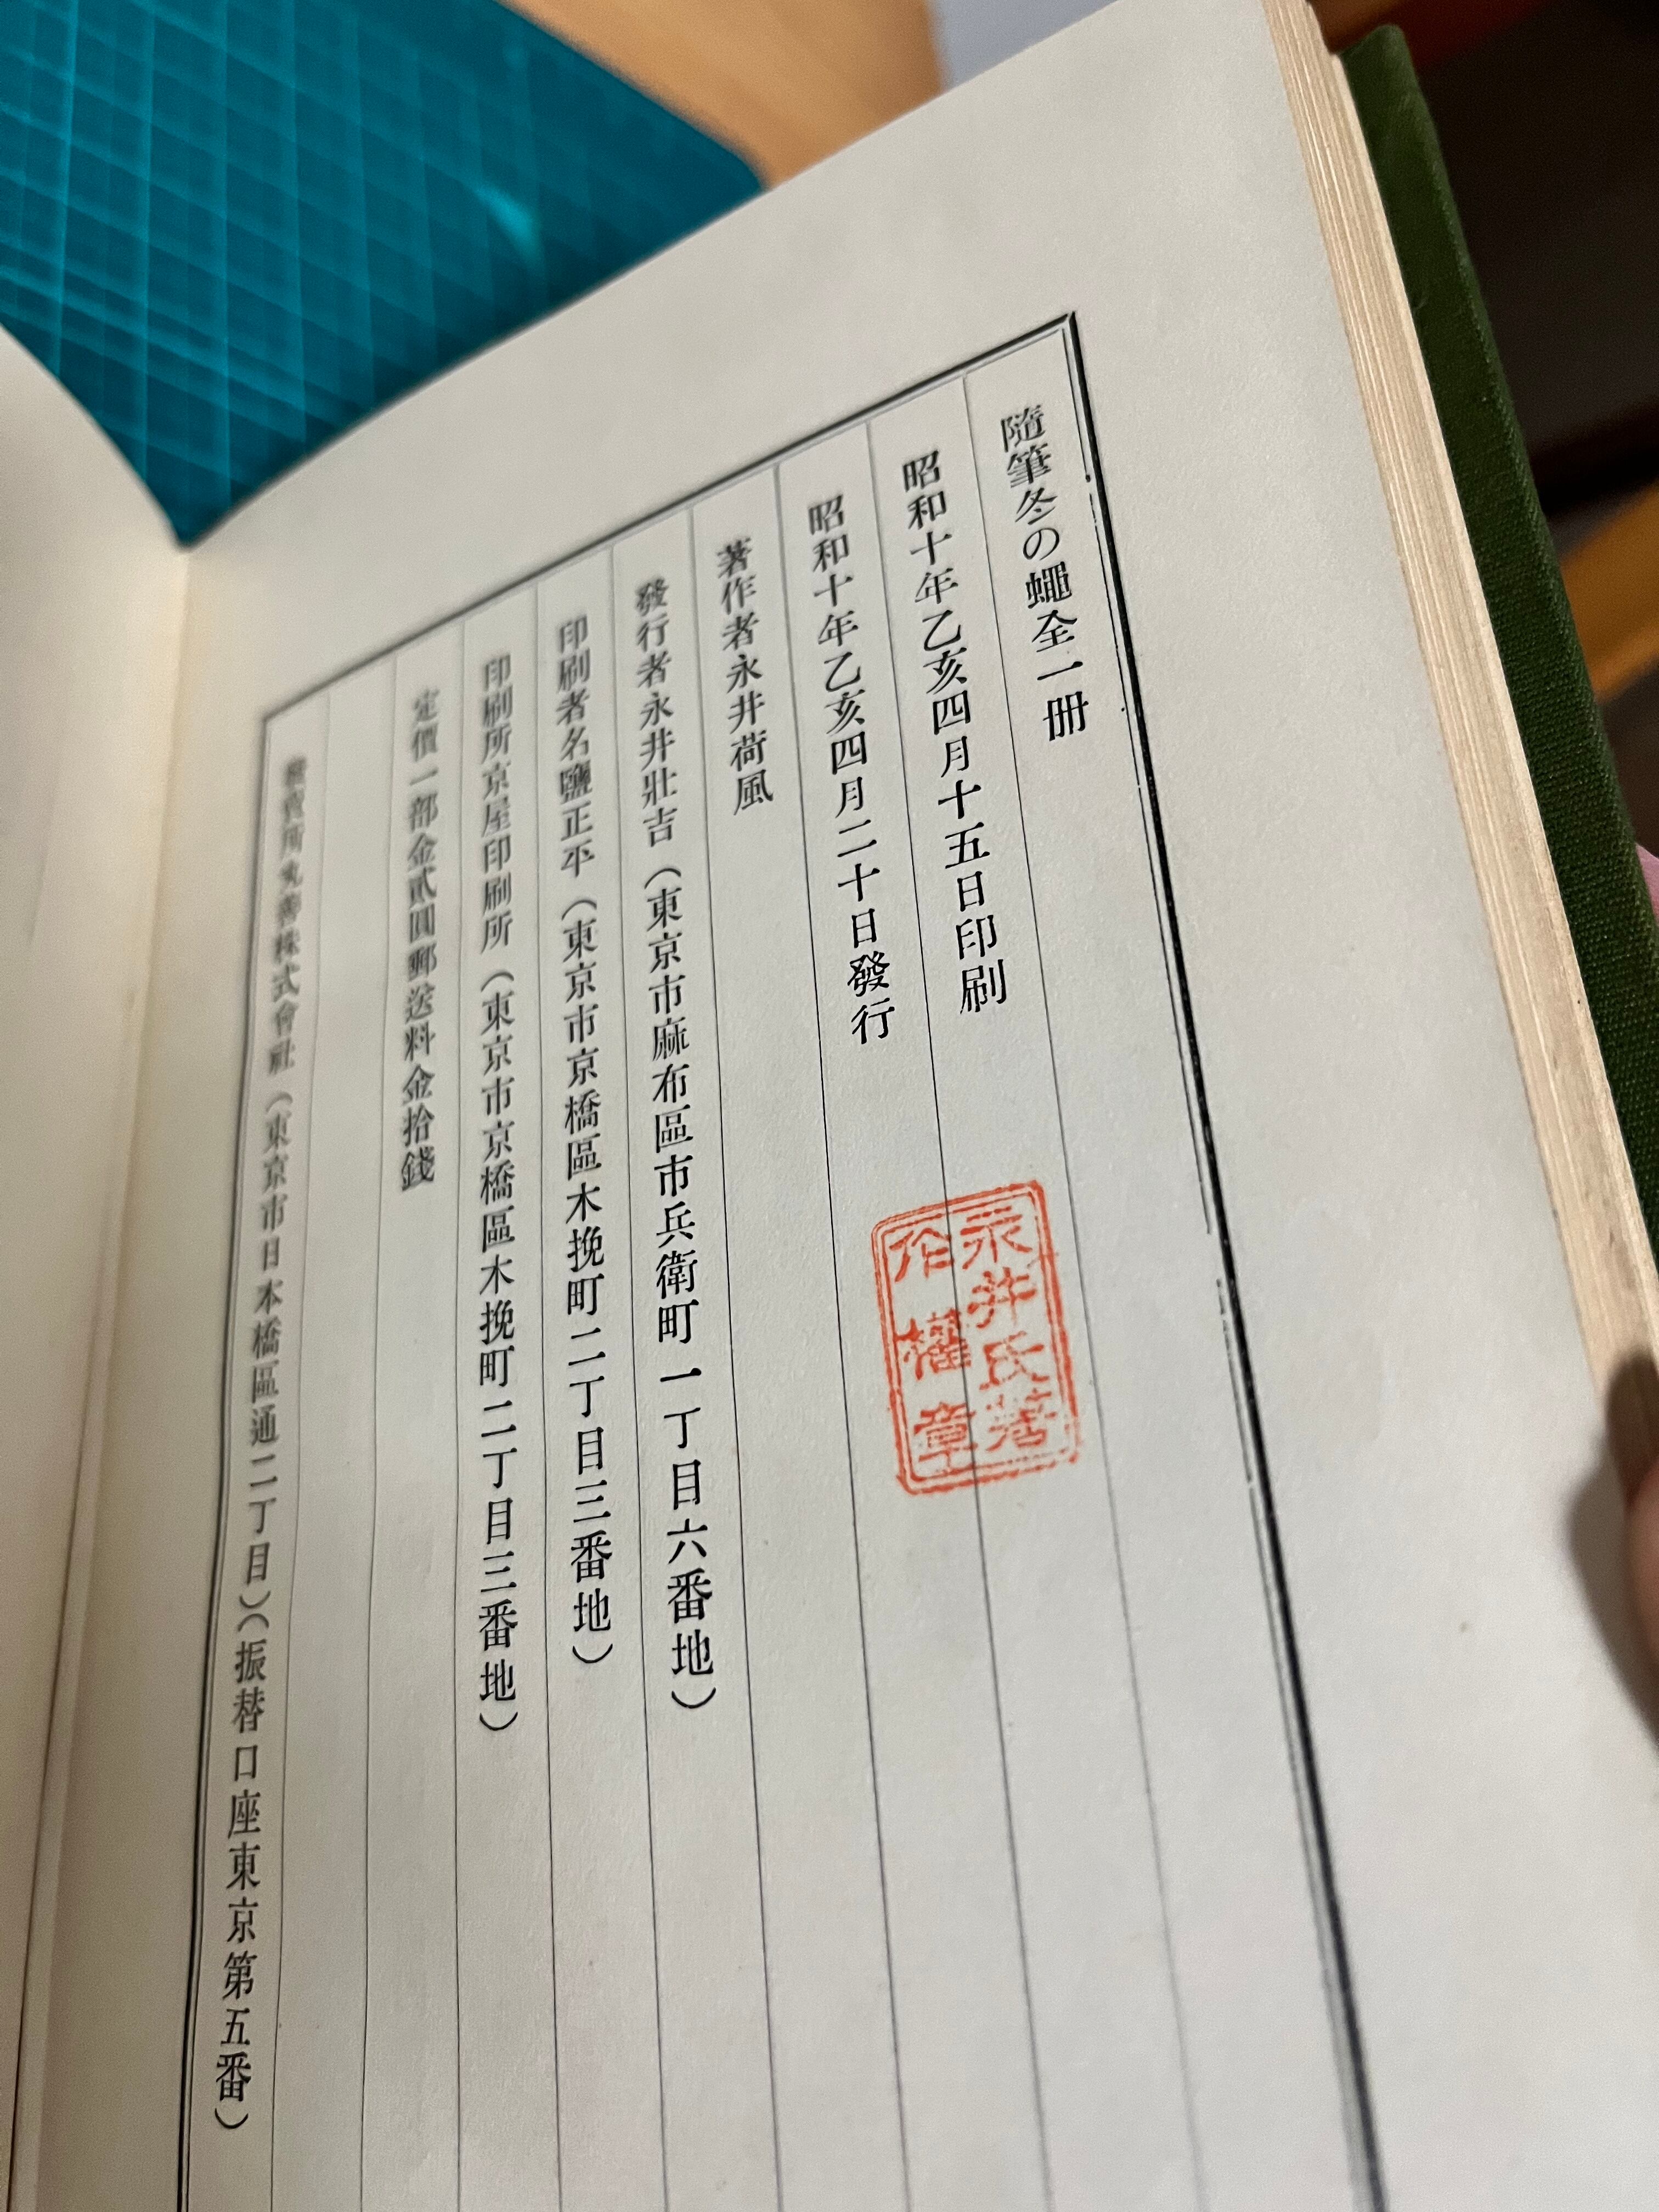 隨筆冬の蠅全一册
昭和十年乙亥四月十五日印刷
昭和十年乙亥四月二十日發行
著作者永井荷風
發行者永井壯吉（東京市麻布區市兵衛町一丁目六番地）
印刷者名鹽正平（東京市京橋區木挽町二丁目三番地）
印刷所京屋印刷所（東京市京橋區木挽町二丁目三番地）
定價一部金貳圓郵送料金拾錢
賣所丸善株式會社（東京市日本橋區通二丁目）（振替口座東京第五番）
永井氏著
作權章